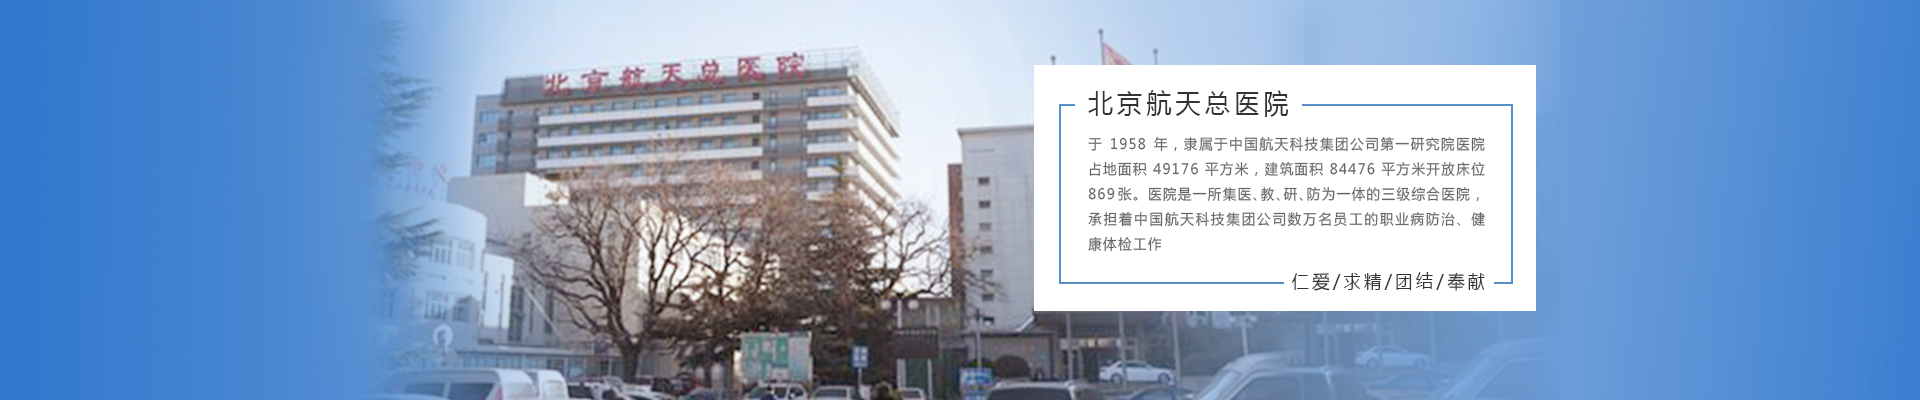 北京航天总医院
北京航天总医院
于 1958 年，隶属于中国航天科技集团公司第一研究院医院
占地面积 49176 平方米，建筑面积 84476 平方米开放床位
869张。医院是一所集医、教、研、防为一体的三级综合医院，
承担着中国航天科技集团公司数万名员工的职业病防治、健
康体检工作
仁爱/求精/团结/奉献